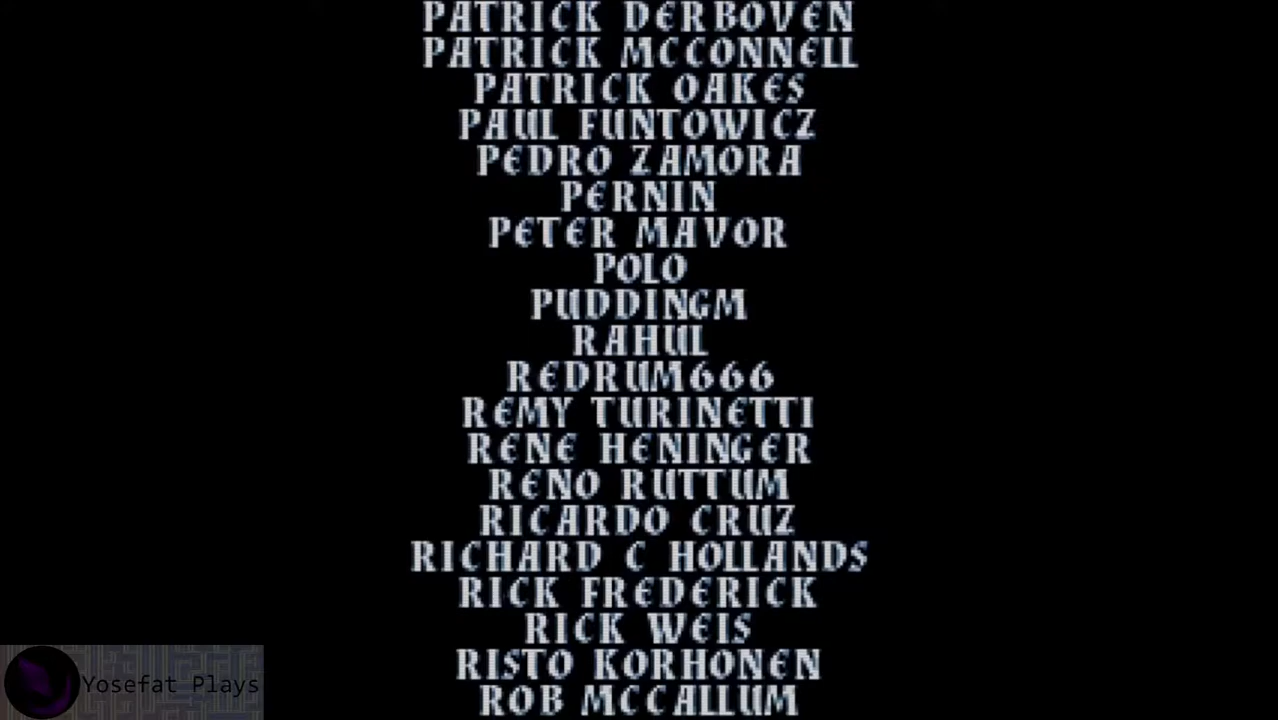 PATRICK DERBOVEN
PATRICK MCCONNELL
PATRICK OAKES
PAUL FUNTOWICZ
PEDRO ZAMORA
PERNIN
PETER MAVOR
POLO
PUDDINGM
RAHUL
REDRUM666
REMY TURINETTI
RENE HENINGER
RENO RUTTUM
RICARDO CRUZ
RICHARD C HOLLANDS
RICK FREDERICK
RICK WEIS
RISTO KORHONEN
ROB MCCALLUM
Yosefat Plays